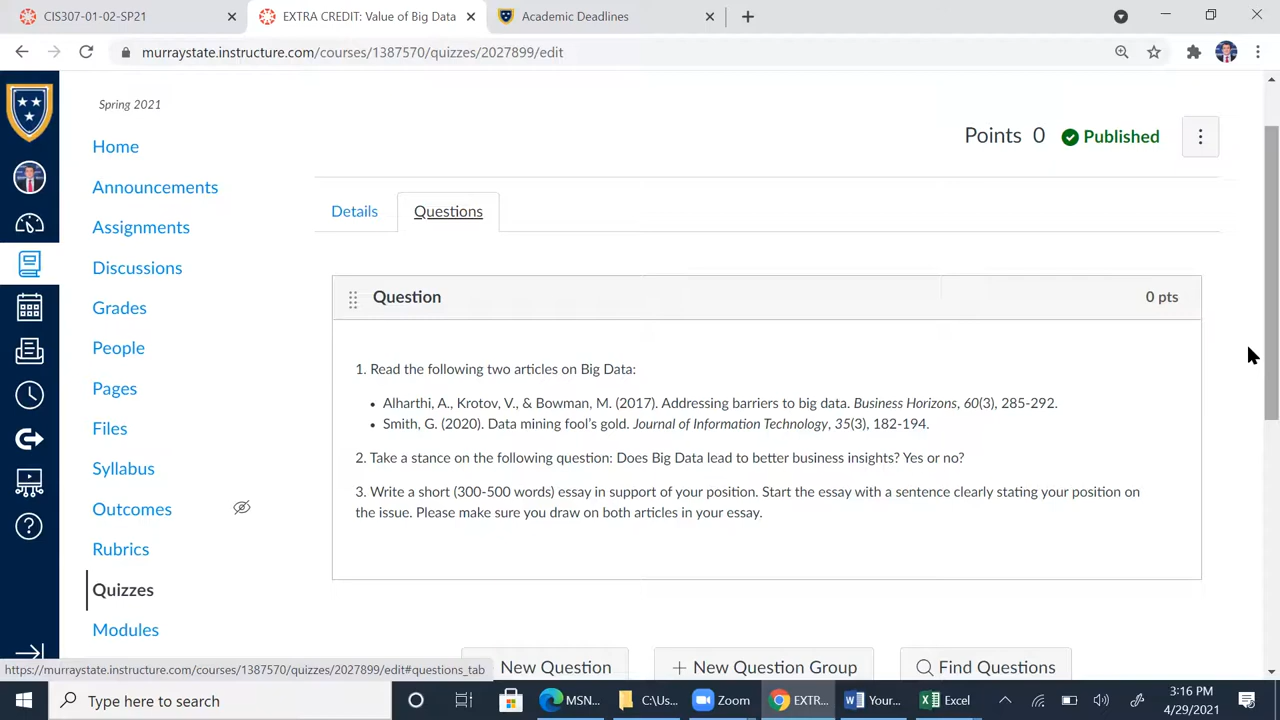 CIS307-01-02-SP21
EXTRA CREDIT: Value of Big Data
Academic Deadlines
murraystate.instructure.com/courses/1387570/quizzes/2027899/edit
Spring 2021
Home
Announcements
Assignments
Discussions
Grades
People
Pages
Files
Syllabus
Outcomes
Rubrics
Quizzes
Modules
Points 0 Published
Details Questions
Question 0 pts
1. Read the following two articles on Big Data:
• Alharthi, A., Krotov, V., & Bowman, M. (2017). Addressing barriers to big data. Business Horizons, 60(3), 285-292.
• Smith, G. (2020). Data mining fool's gold. Journal of Information Technology, 35(3), 182-194.
2. Take a stance on the following question: Does Big Data lead to better business insights? Yes or no?
3. Write a short (300-500 words) essay in support of your position. Start the essay with a sentence clearly stating your position on
the issue. Please make sure you draw on both articles in your essay.
New Question + New Question Group Find Questions
https://murraystate.instructure.com/courses/1387570/quizzes/2027899/edit#questions_tab
Type here to search
MSN...
C:\Us...
Zoom
EXTR...
Your...
Excel
3:16 PM
4/29/2021